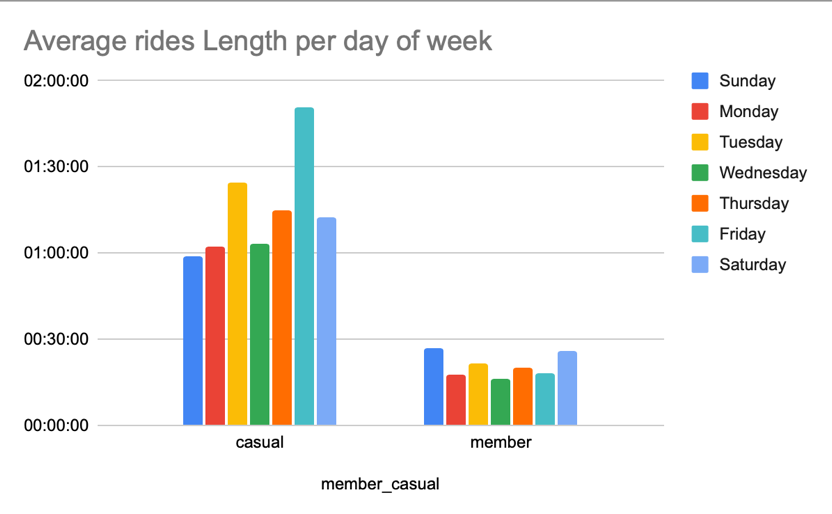 Average rides Length per day of week
02:00:00
01:30:00
01:00:00
00:30:00
00:00:00
casual
member
member_casual
Sunday
Monday
Tuesday
Wednesday
Thursday
Friday
Saturday